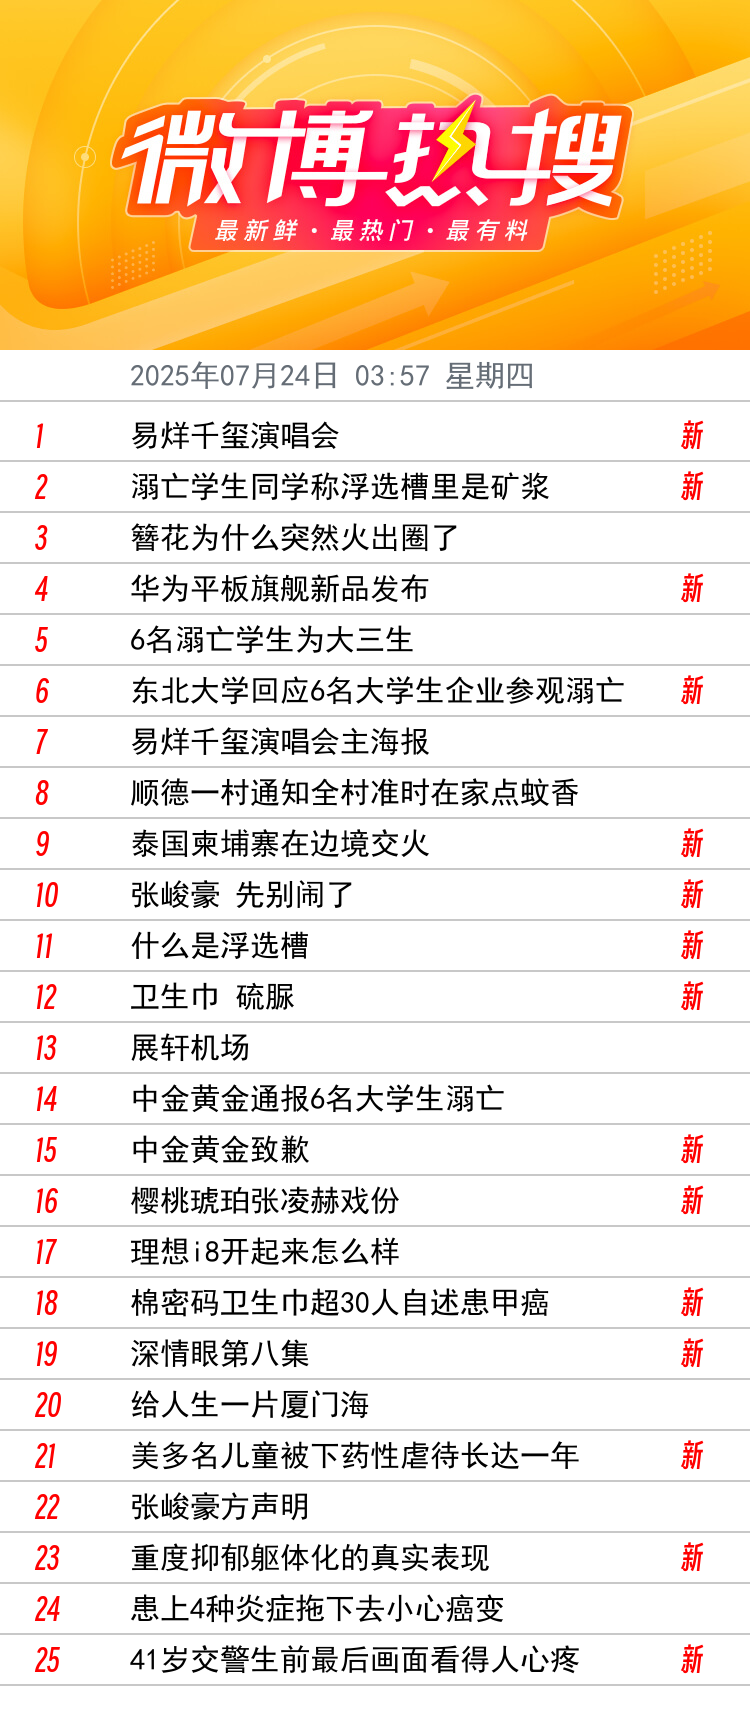 微博热搜
最新鲜·最热门·最有料
2025年07月24日 03:57 星期四
1 易烊千玺演唱会 新
2 溺亡学生同学称浮选槽里是矿浆 新
3 簪花为什么突然火出圈了
4 华为平板旗舰新品发布 新
5 6名溺亡学生为大三生
6 东北大学回应6名大学生企业参观溺亡 新
7 易烊千玺演唱会主海报
8 顺德一村通知全村准时在家点蚊香
9 泰国柬埔寨在边境交火 新
10 张峻豪 先别闹了 新
11 什么是浮选槽 新
12 卫生巾 硫脲 新
13 展轩机场
14 中金黄金通报6名大学生溺亡
15 中金黄金致歉 新
16 樱桃琥珀张凌赫戏份 新
17 理想i8开起来怎么样
18 棉密码卫生巾超30人自述患甲癌 新
19 深情眼第八集 新
20 给人生一片厦门海
21 美多名儿童被下药性虐待长达一年 新
22 张峻豪方声明
23 重度抑郁躯体化的真实表现 新
24 患上4种炎症拖下去小心癌变
25 41岁交警生前最后画面看得人心疼 新